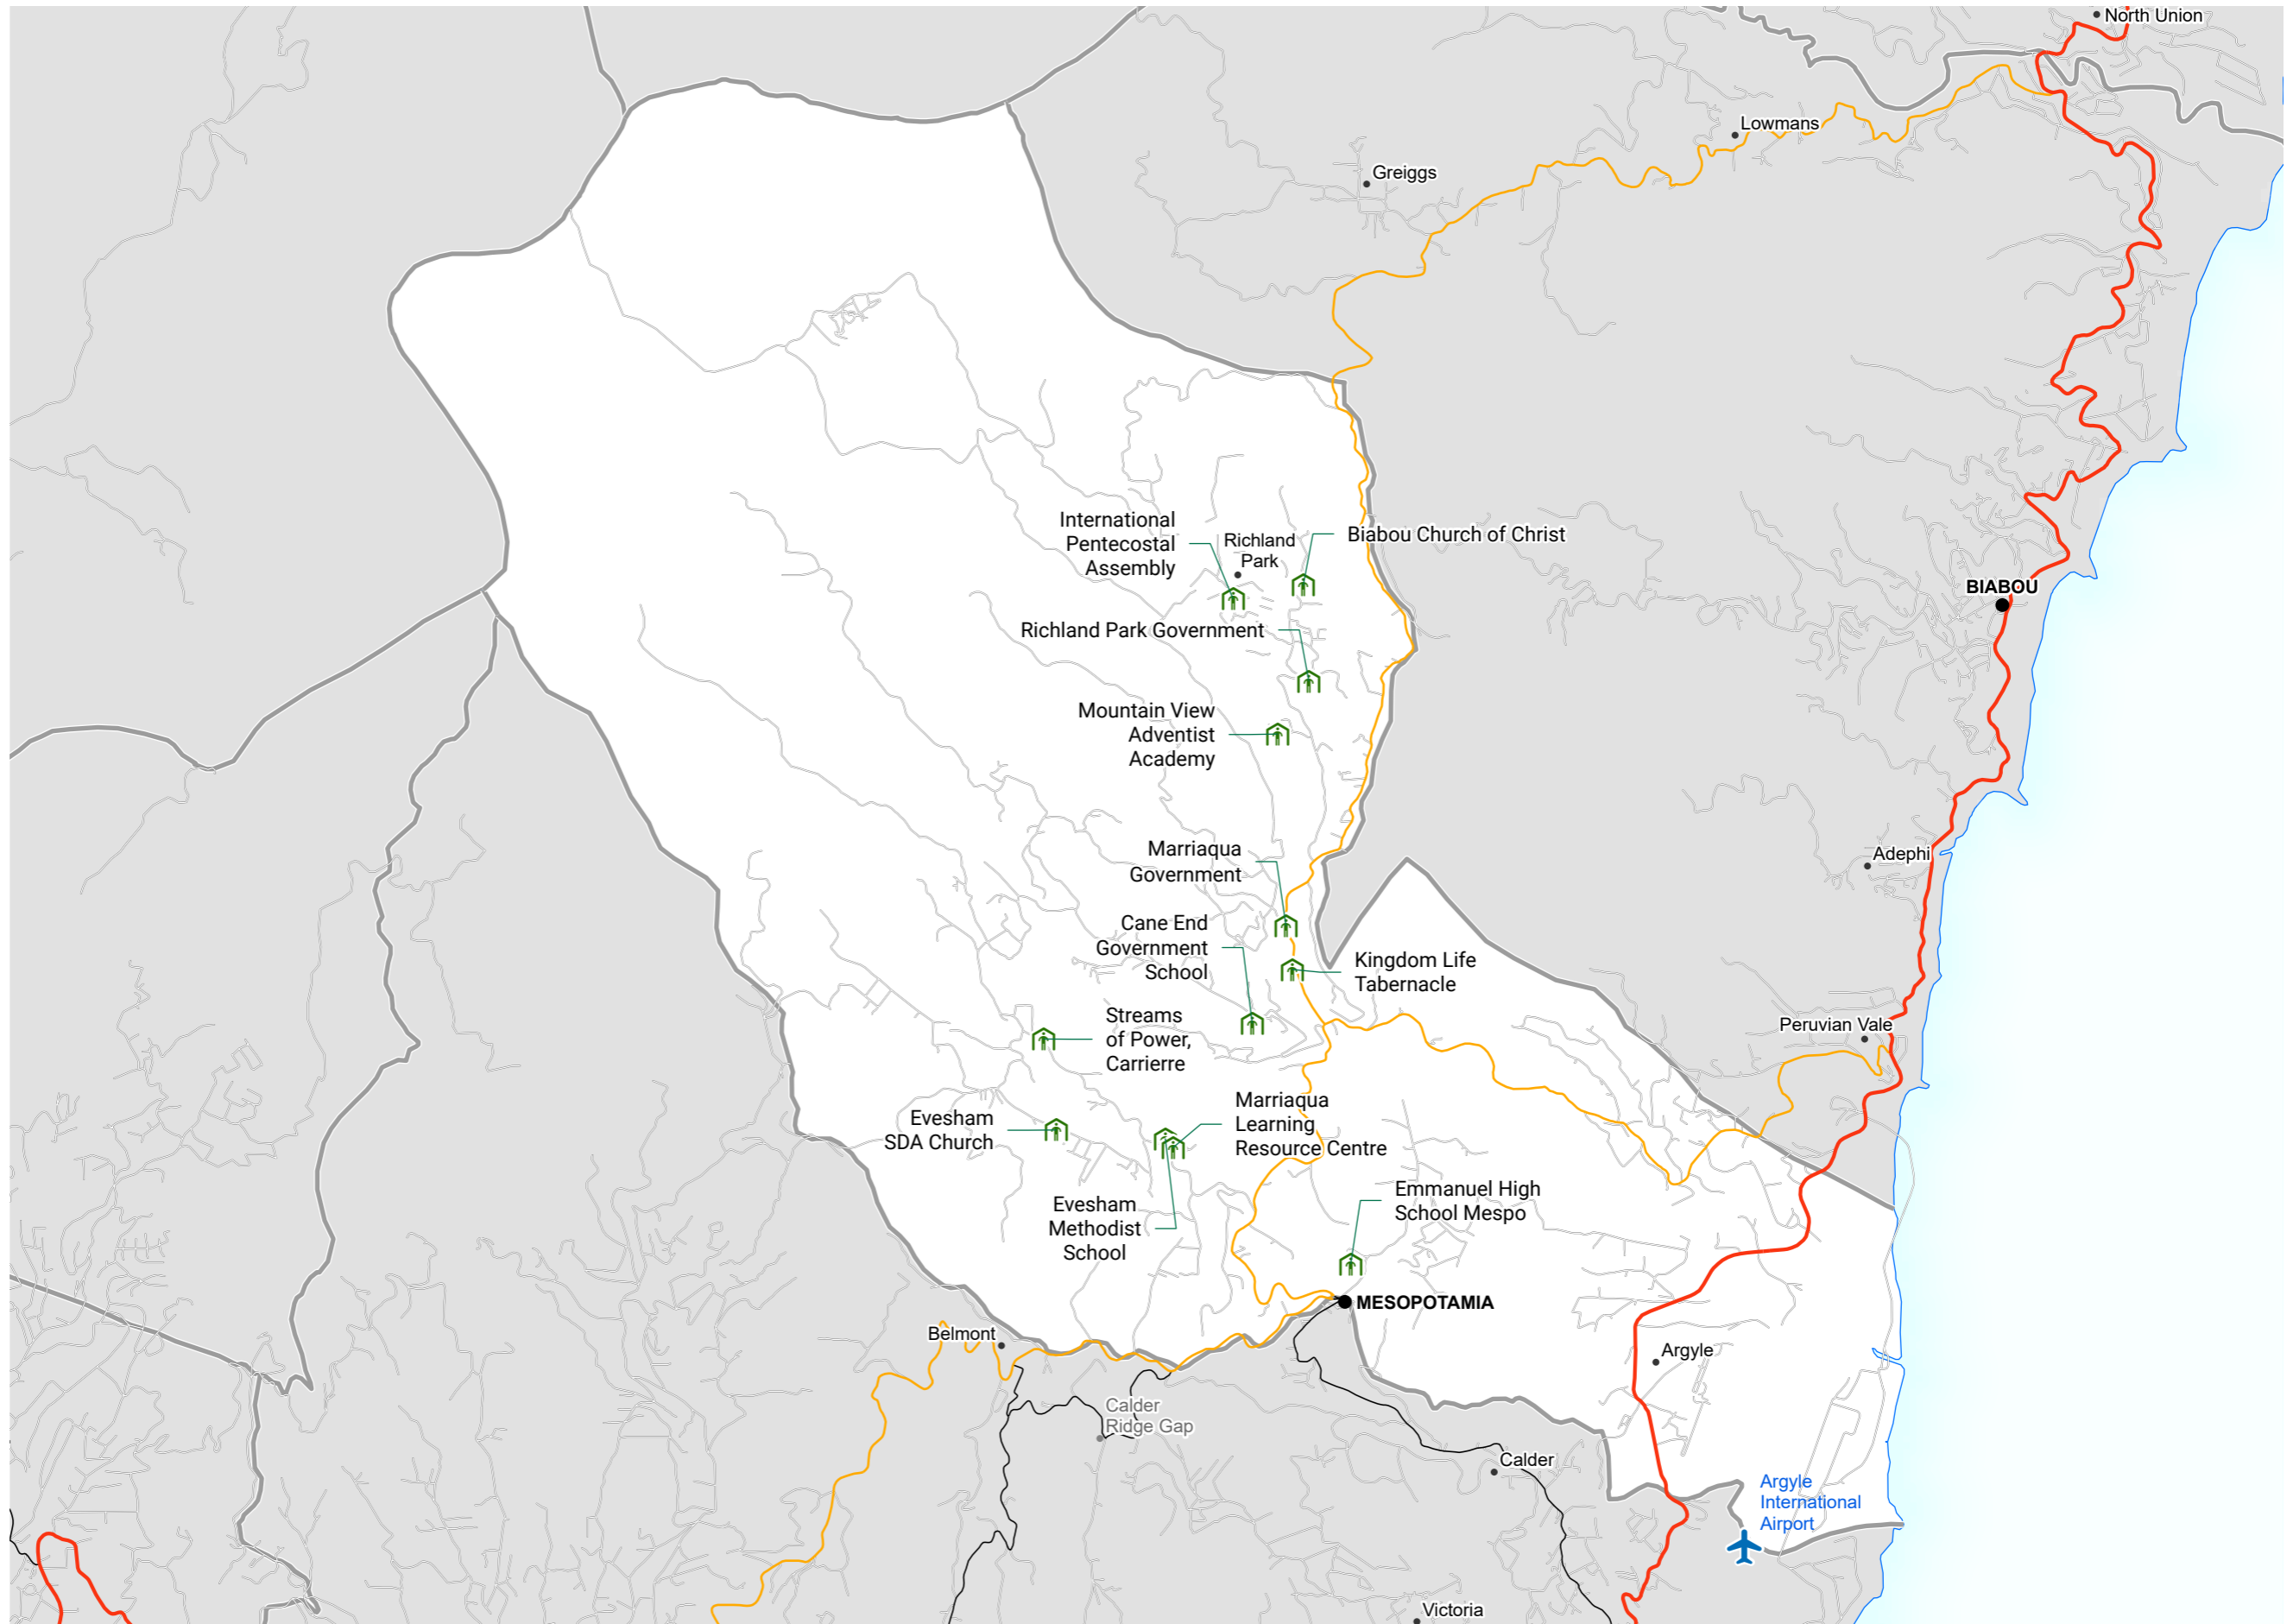 North Union
Lowmans
Greiggs
International
Pentecostal
Assembly
Richland
Park
Biabou Church of Christ
BIABOU
Richland Park Government
Mountain View
Adventist
Academy
Marriaqua
Government
Adephi
Cane End
Government
School
Kingdom Life
Tabernacle
Streams
of Power,
Carrierre
Peruvian Vale
Evesham
SDA Church
Marriaqua
Learning
Resource Centre
Evesham
Methodist
School
Emmanuel High
School Mespo
MESOPOTAMIA
Belmont
Argyle
Calder
Ridge Gap
Calder
Argyle
International
Airport
Victoria